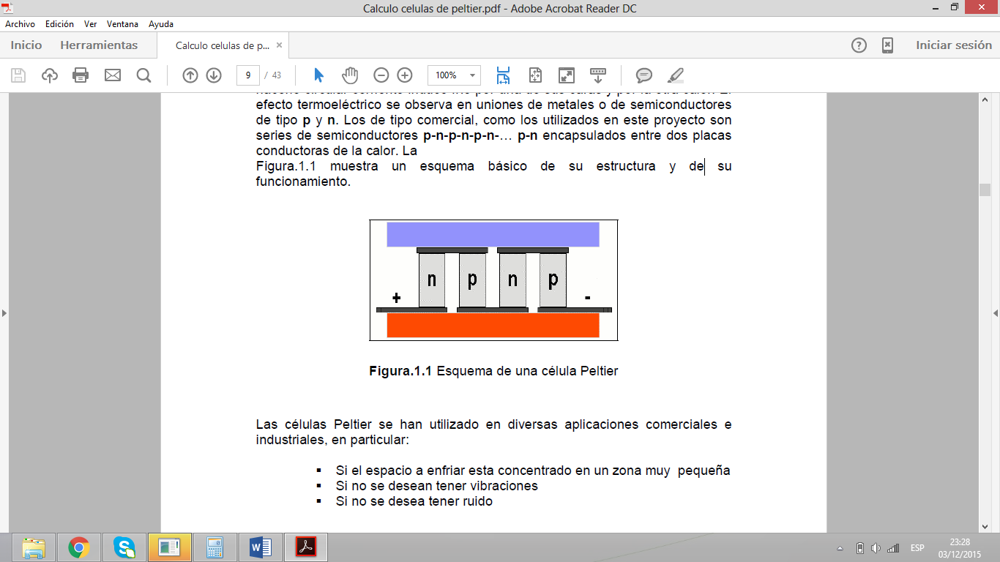 Calculo celulas de peltier.pdf - Adobe Acrobat Reader DC
Archivo Edición Ver Ventana Ayuda
Inicio Herramientas Calculo celulas de p... × Iniciar sesión
9 / 43 100%
efecto termoeléctrico se observa en uniones de metales o de semiconductores
de tipo p y n. Los de tipo comercial, como los utilizados en este proyecto son
series de semiconductores p-n-p-n-p-n-… p-n encapsulados entre dos placas
conductoras de la calor. La
Figura.1.1 muestra un esquema básico de su estructura y de su
funcionamiento.
n p n p
+ -
Figura.1.1 Esquema de una célula Peltier
Las células Peltier se han utilizado en diversas aplicaciones comerciales e
industriales, en particular:
▪ Si el espacio a enfriar esta concentrado en un zona muy pequeña
▪ Si no se desean tener vibraciones
▪ Si no se desea tener ruido
ESP
23:28
03/12/2015